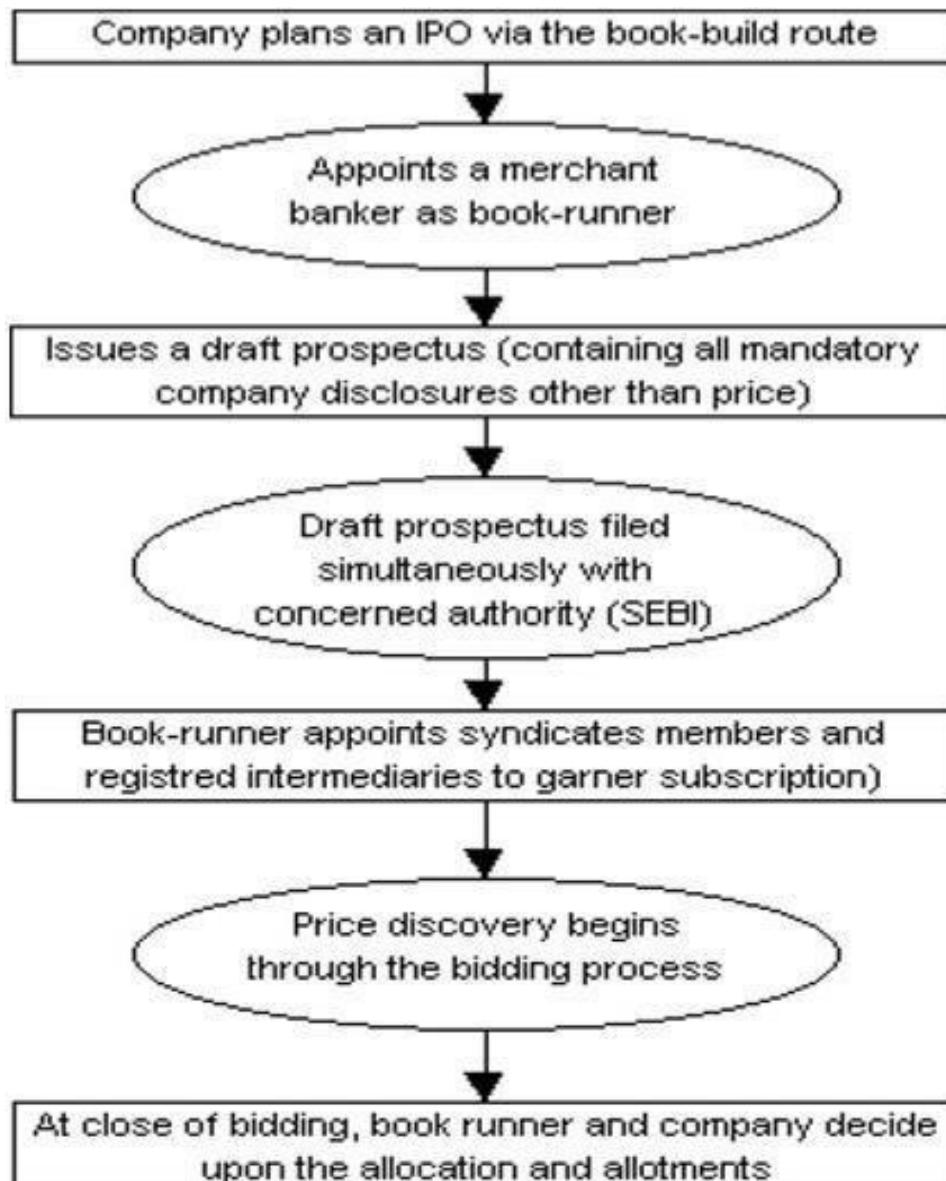 Company plans an IPO via the book-build route
Appoints a merchant
banker as book-runner
Issues a draft prospectus (containing all mandatory
company disclosures other than price)
Draft prospectus filed
simultaneously with
concerned authority (SEBI)
Book-runner appoints syndicates members and
registred intermediaries to garner subscription)
Price discovery begins
through the bidding process
At close of bidding, book runner and company decide
upon the allocation and allotments